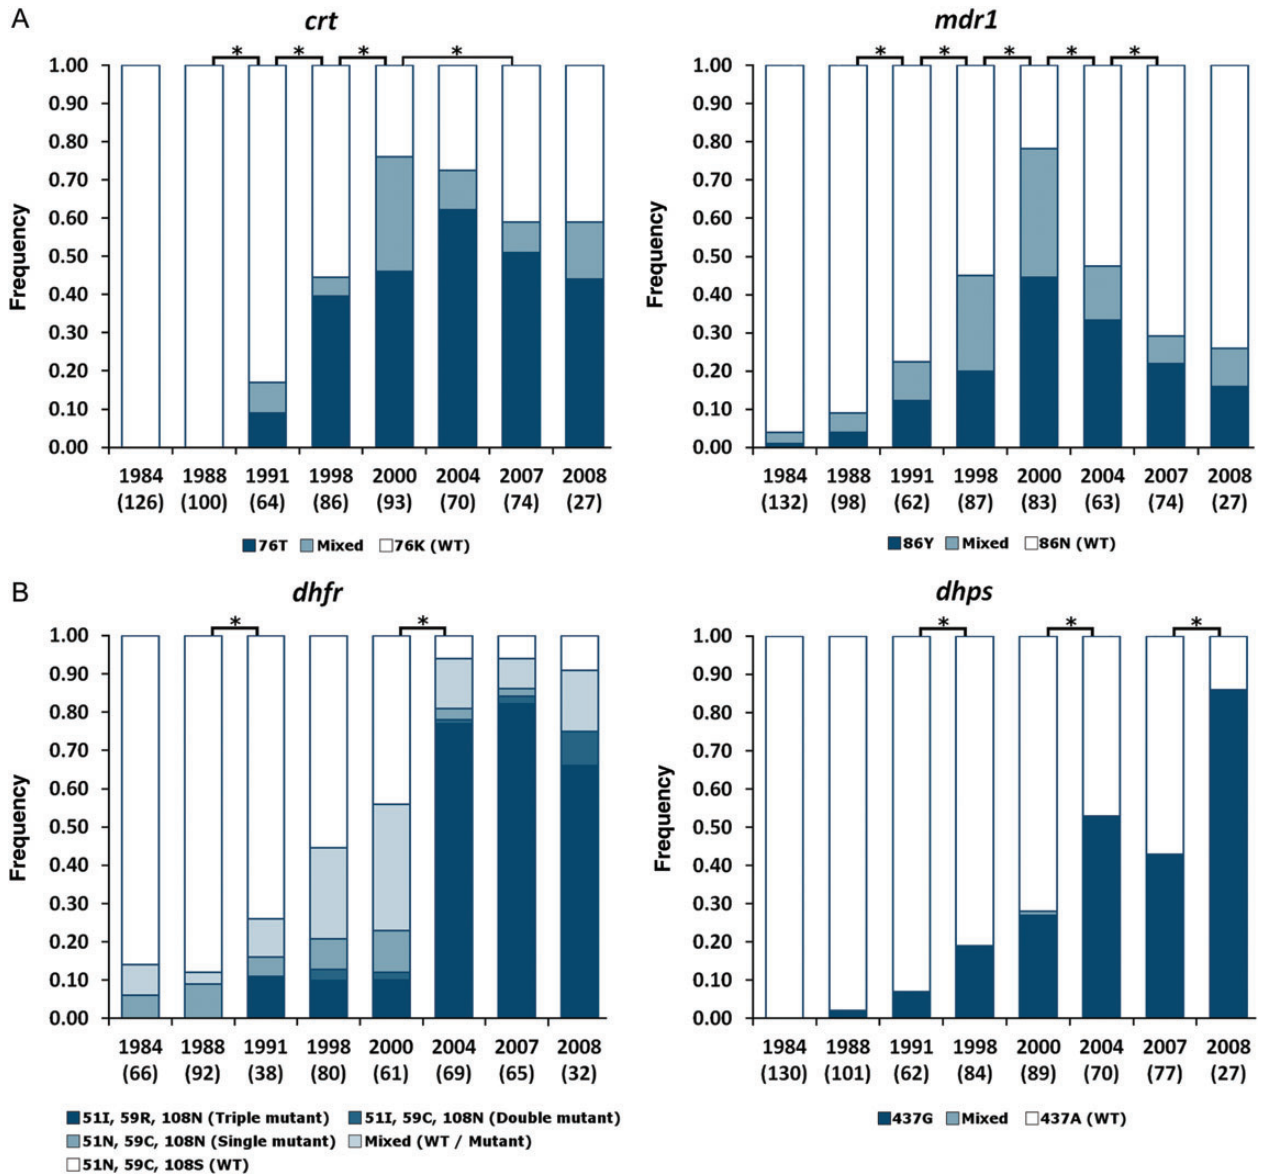 A
crt
mdr1
* * * *
* * * * *
Frequency
1.00
0.90
0.80
0.70
0.60
0.50
0.40
0.30
0.20
0.10
0.00
1984 1988 1991 1998 2000 2004 2007 2008
(126) (100) (64) (86) (93) (70) (74) (27)
76T Mixed 76K (WT)
Frequency
1.00
0.90
0.80
0.70
0.60
0.50
0.40
0.30
0.20
0.10
0.00
1984 1988 1991 1998 2000 2004 2007 2008
(132) (98) (62) (87) (83) (63) (74) (27)
86Y Mixed 86N (WT)
B
dhfr
dhps
* *
* * *
Frequency
1.00
0.90
0.80
0.70
0.60
0.50
0.40
0.30
0.20
0.10
0.00
1984 1988 1991 1998 2000 2004 2007 2008
(66) (92) (38) (80) (61) (69) (65) (32)
51I, 59R, 108N (Triple mutant) 51I, 59C, 108N (Double mutant)
51N, 59C, 108N (Single mutant) Mixed (WT / Mutant)
51N, 59C, 108S (WT)
Frequency
1.00
0.90
0.80
0.70
0.60
0.50
0.40
0.30
0.20
0.10
0.00
1984 1988 1991 1998 2000 2004 2007 2008
(130) (101) (62) (84) (89) (70) (77) (27)
437G Mixed 437A (WT)